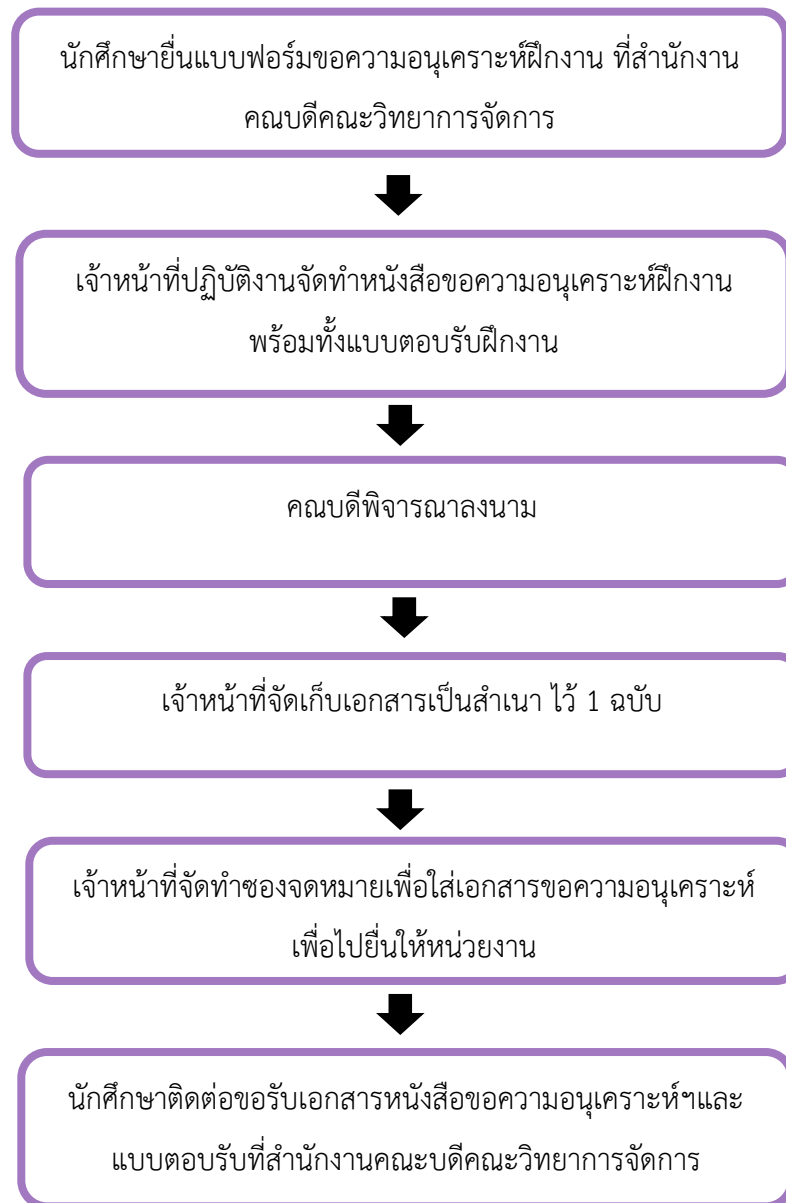 นักศึกษายื่นแบบฟอร์มขอความอนุเคราะห์ฝึกงาน ที่สำนักงาน
คณบดีคณะวิทยาการจัดการ
เจ้าหน้าที่ปฏิบัติงานจัดทำหนังสือขอความอนุเคราะห์ฝึกงาน
พร้อมทั้งแบบตอบรับฝึกงาน
คณบดีพิจารณาลงนาม
เจ้าหน้าที่จัดเก็บเอกสารเป็นสำเนา ไว้ 1 ฉบับ
เจ้าหน้าที่จัดทำซองจดหมายเพื่อใส่เอกสารขอความอนุเคราะห์
เพื่อไปยื่นให้หน่วยงาน
นักศึกษาติดต่อขอรับเอกสารหนังสือขอความอนุเคราะห์ฯและ
แบบตอบรับที่สำนักงานคณะบดีคณะวิทยาการจัดการ